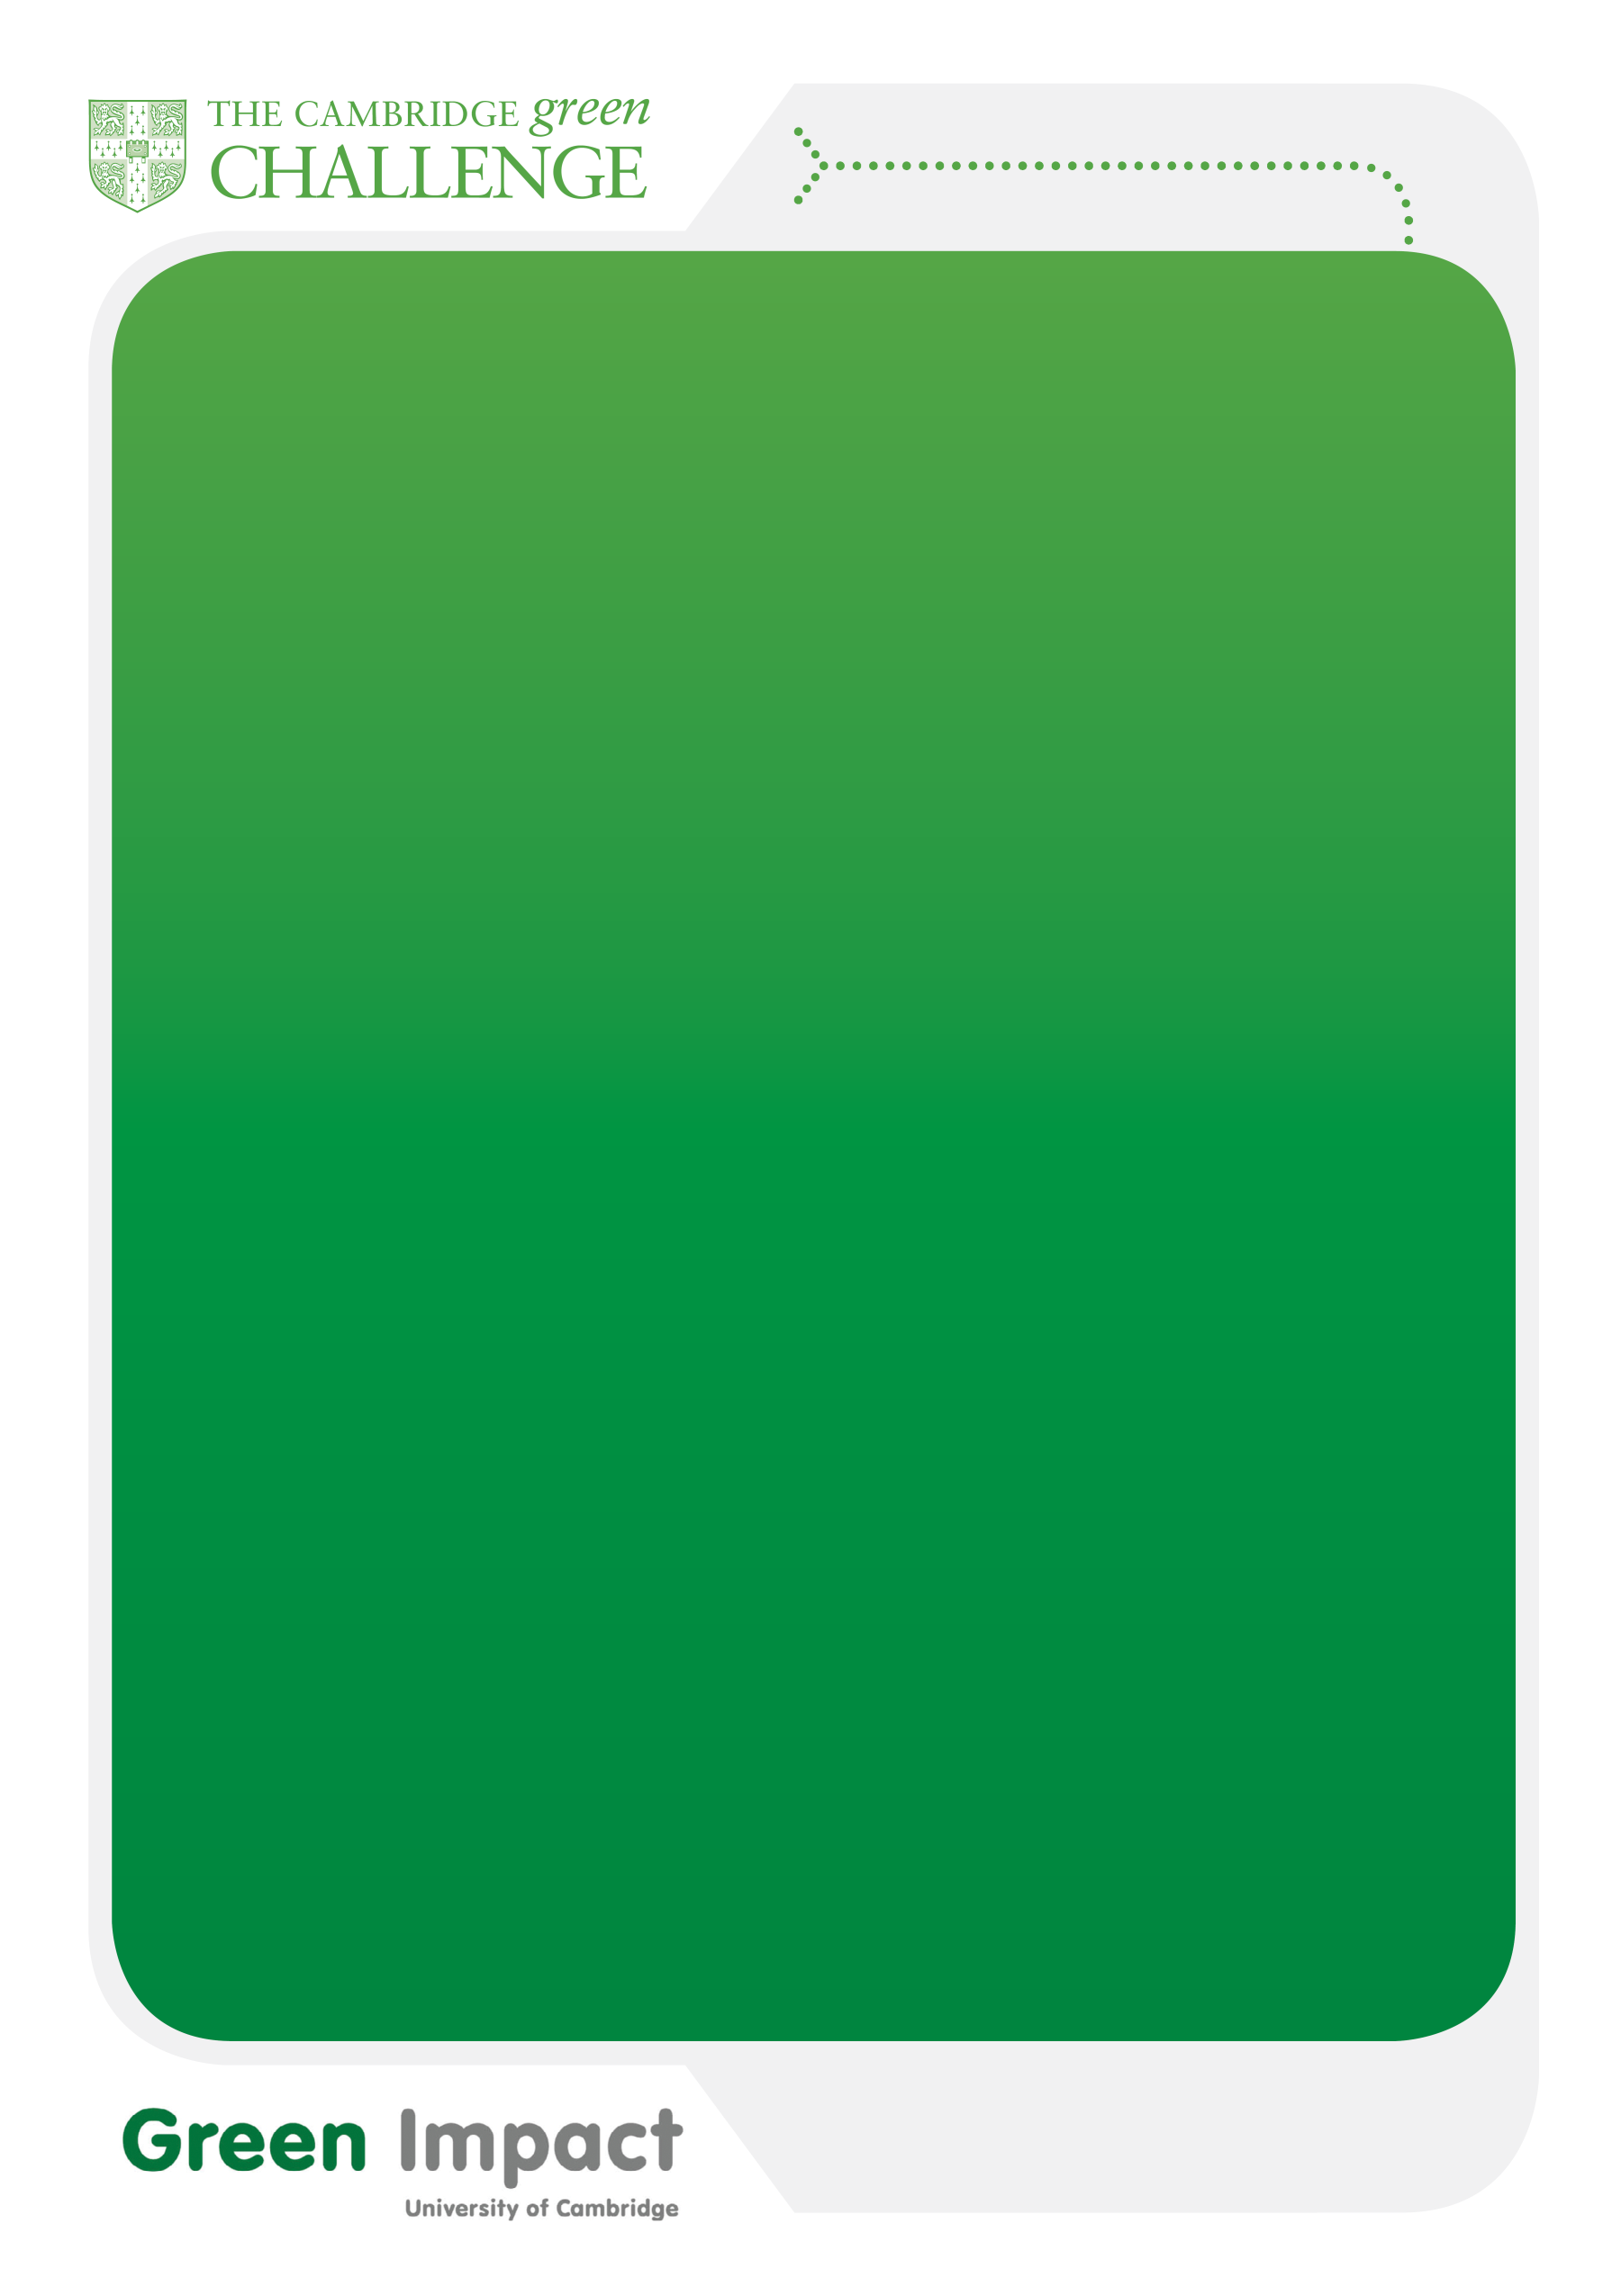 THE CAMBRIDGE green
CHALLENGE
Green Impact
University of Cambridge